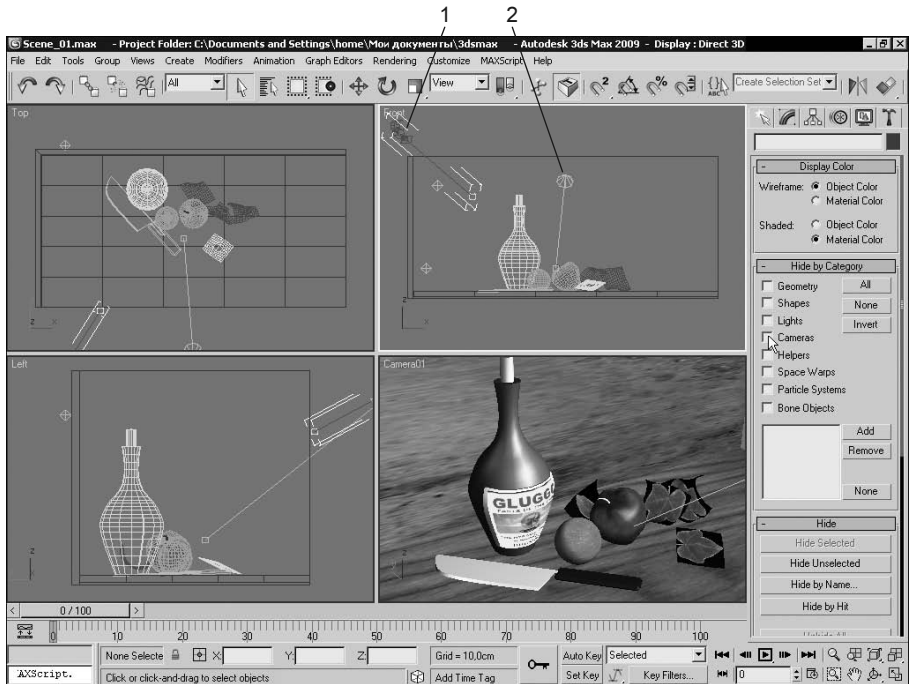 1 2
Scene_01.max - Project Folder: C:\Documents and Settings\home\Мои документы\3dsmax - Autodesk 3ds Max 2009 - Display : Direct 3D
File Edit Tools Group Views Create Modifiers Animation Graph Editors Rendering Customize MAXScript Help
All View Create Selection Set
Top
Front
Left
Camera01
GLUGGO
Display Color
Wireframe: Object Color
Material Color
Shaded: Object Color
Material Color
Hide by Category
Geometry All
Shapes None
Lights Invert
Cameras
Helpers
Space Warps
Particle Systems
Bone Objects
Add
Remove
None
Hide
Hide Selected
Hide Unselected
Hide by Name...
Hide by Hit
0 / 100
0 10 20 30 40 50 60 70 80 90 100
None Selecte X: Y: Z: Grid = 10,0cm Auto Key Selected
AXScript. Click or click-and-drag to select objects Add Time Tag Set Key Key Filters... 0